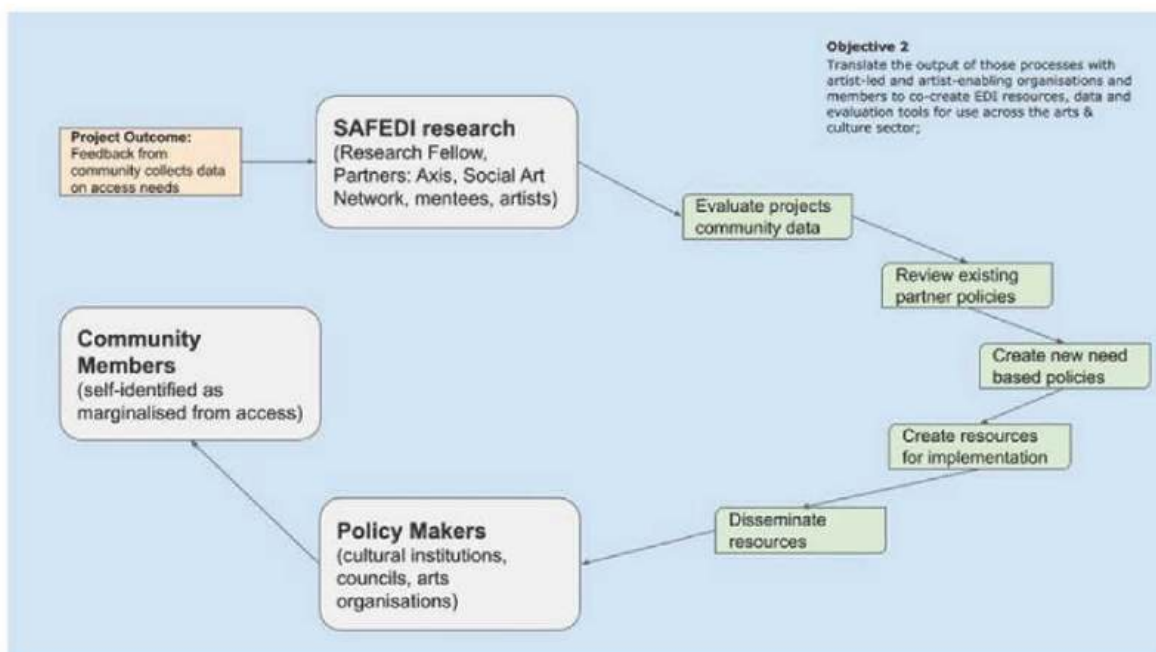 Objective 2
Translate the output of those processes with
artist-led and artist-enabling organisations and
members to co-create EDI resources, data and
evaluation tools for use across the arts &
culture sector;
Project Outcome:
Feedback from
community collects data
on access needs
SAFEDI research
(Research Fellow,
Partners: Axis, Social Art
Network, mentees, artists)
Evaluate projects
community data
Review existing
partner policies
Create new need
based policies
Create resources
for implementation
Disseminate
resources
Policy Makers
(cultural institutions,
councils, arts
organisations)
Community
Members
(self-identified as
marginalised from access)